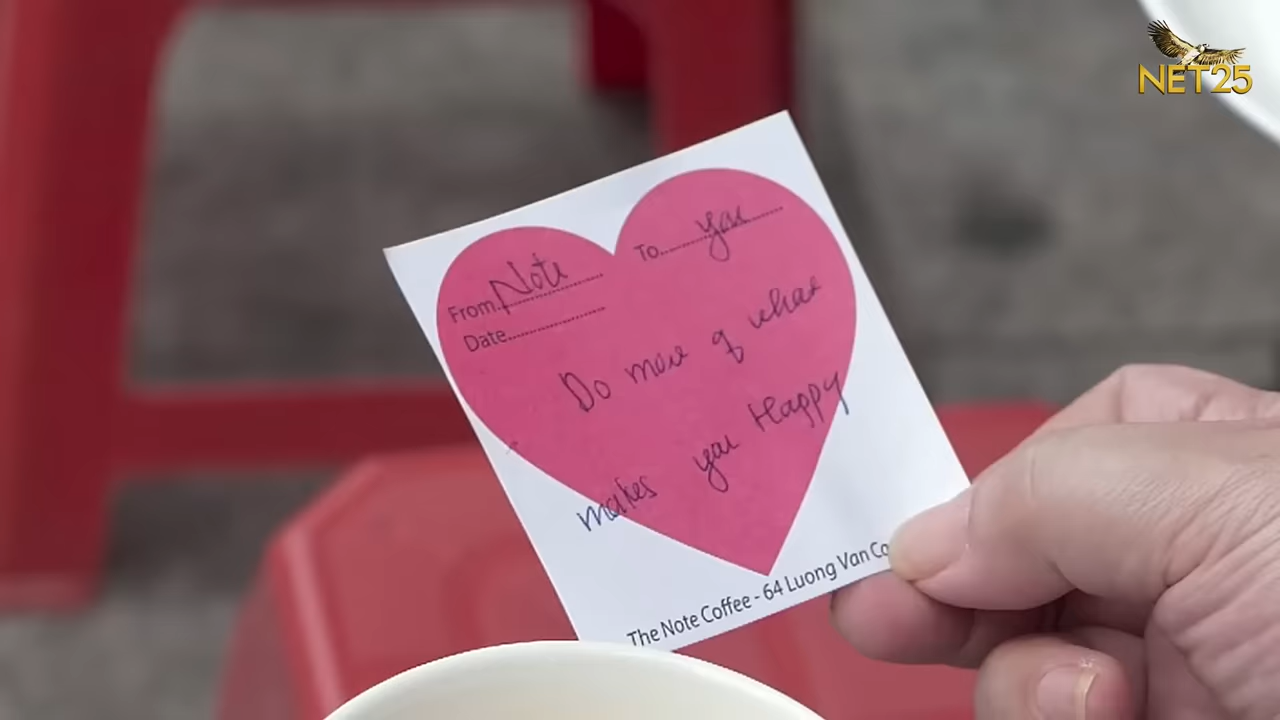 NET25
From..Note..........
To....you..........
Date....................
Do more of what
makes you Happy
The Note Coffee - 64 Luong Van Ca